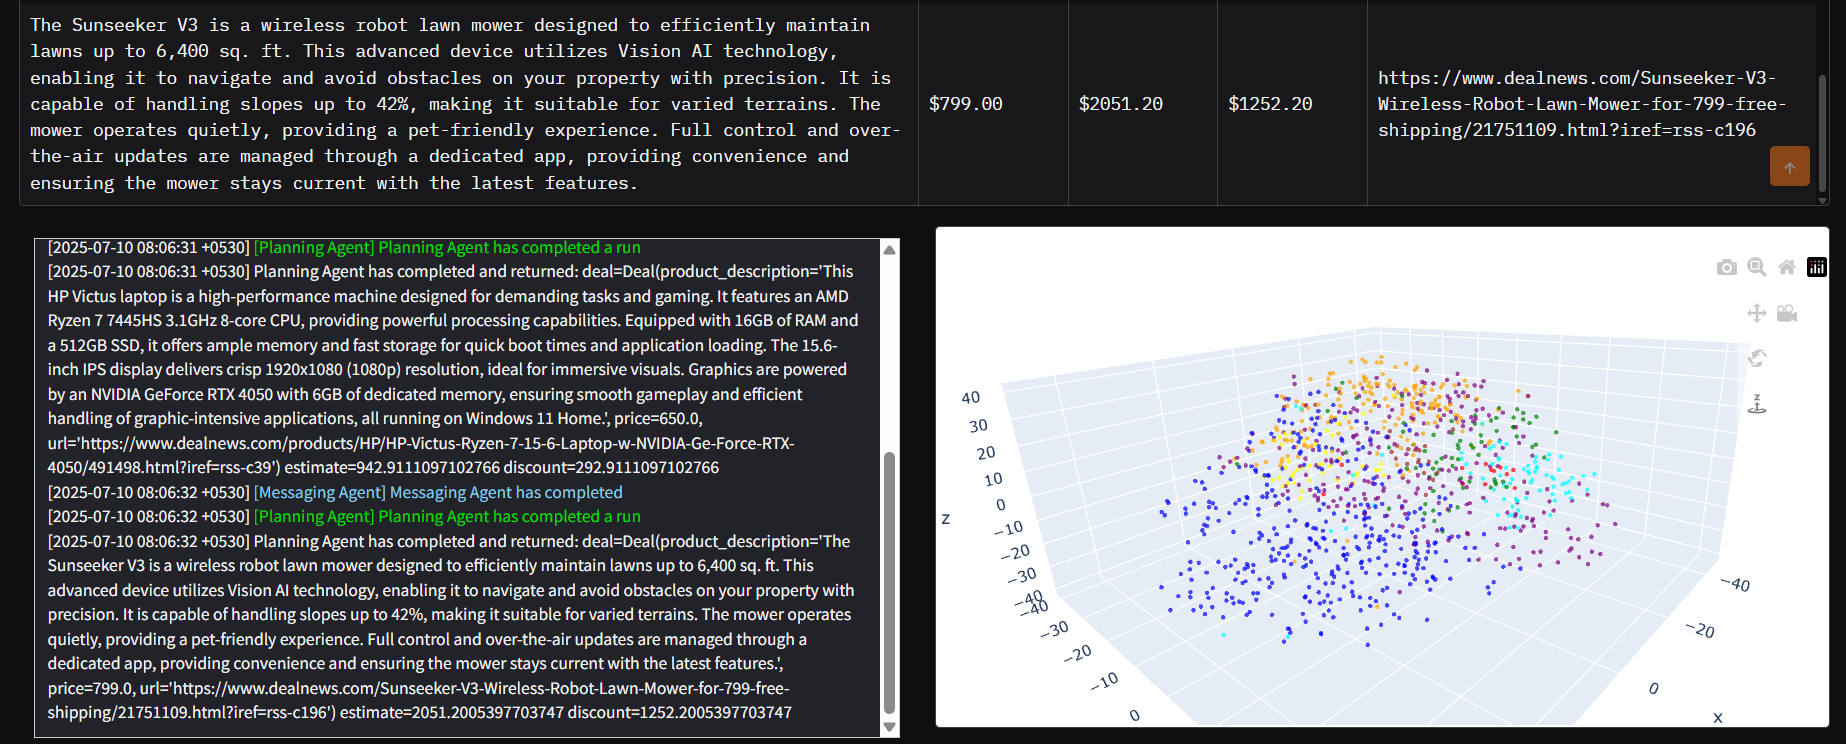 The Sunseeker V3 is a wireless robot lawn mower designed to efficiently maintain
lawns up to 6,400 sq. ft. This advanced device utilizes Vision AI technology,
enabling it to navigate and avoid obstacles on your property with precision. It is
capable of handling slopes up to 42%, making it suitable for varied terrains. The
mower operates quietly, providing a pet-friendly experience. Full control and over-
the-air updates are managed through a dedicated app, providing convenience and
ensuring the mower stays current with the latest features.
$799.00
$2051.20
$1252.20
https://www.dealnews.com/Sunseeker-V3-
Wireless-Robot-Lawn-Mower-for-799-free-
shipping/21751109.html?iref=rss-c196
[2025-07-10 08:06:31 +0530] [Planning Agent] Planning Agent has completed a run
[2025-07-10 08:06:31 +0530] Planning Agent has completed and returned: deal=Deal(product_description='This
HP Victus laptop is a high-performance machine designed for demanding tasks and gaming. It features an AMD
Ryzen 7 7445HS 3.1GHz 8-core CPU, providing powerful processing capabilities. Equipped with 16GB of RAM and
a 512GB SSD, it offers ample memory and fast storage for quick boot times and application loading. The 15.6-
inch IPS display delivers crisp 1920x1080 (1080p) resolution, ideal for immersive visuals. Graphics are powered
by an NVIDIA GeForce RTX 4050 with 6GB of dedicated memory, ensuring smooth gameplay and efficient
handling of graphic-intensive applications, all running on Windows 11 Home.', price=650.0,
url='https://www.dealnews.com/products/HP/HP-Victus-Ryzen-7-15-6-Laptop-w-NVIDIA-Ge-Force-RTX-
4050/491498.html?iref=rss-c39') estimate=942.9111097102766 discount=292.9111097102766
[2025-07-10 08:06:32 +0530] [Messaging Agent] Messaging Agent has completed
[2025-07-10 08:06:32 +0530] [Planning Agent] Planning Agent has completed a run
[2025-07-10 08:06:32 +0530] Planning Agent has completed and returned: deal=Deal(product_description='The
Sunseeker V3 is a wireless robot lawn mower designed to efficiently maintain lawns up to 6,400 sq. ft. This
advanced device utilizes Vision AI technology, enabling it to navigate and avoid obstacles on your property with
precision. It is capable of handling slopes up to 42%, making it suitable for varied terrains. The mower operates
quietly, providing a pet-friendly experience. Full control and over-the-air updates are managed through a
dedicated app, providing convenience and ensuring the mower stays current with the latest features.',
price=799.0, url='https://www.dealnews.com/Sunseeker-V3-Wireless-Robot-Lawn-Mower-for-799-free-
shipping/21751109.html?iref=rss-c196') estimate=2051.2005397703747 discount=1252.2005397703747
z
40
30
20
10
0
−10
−20
−30
−40
z
−40
−30
−20
−10
0
−40
−20
0
x